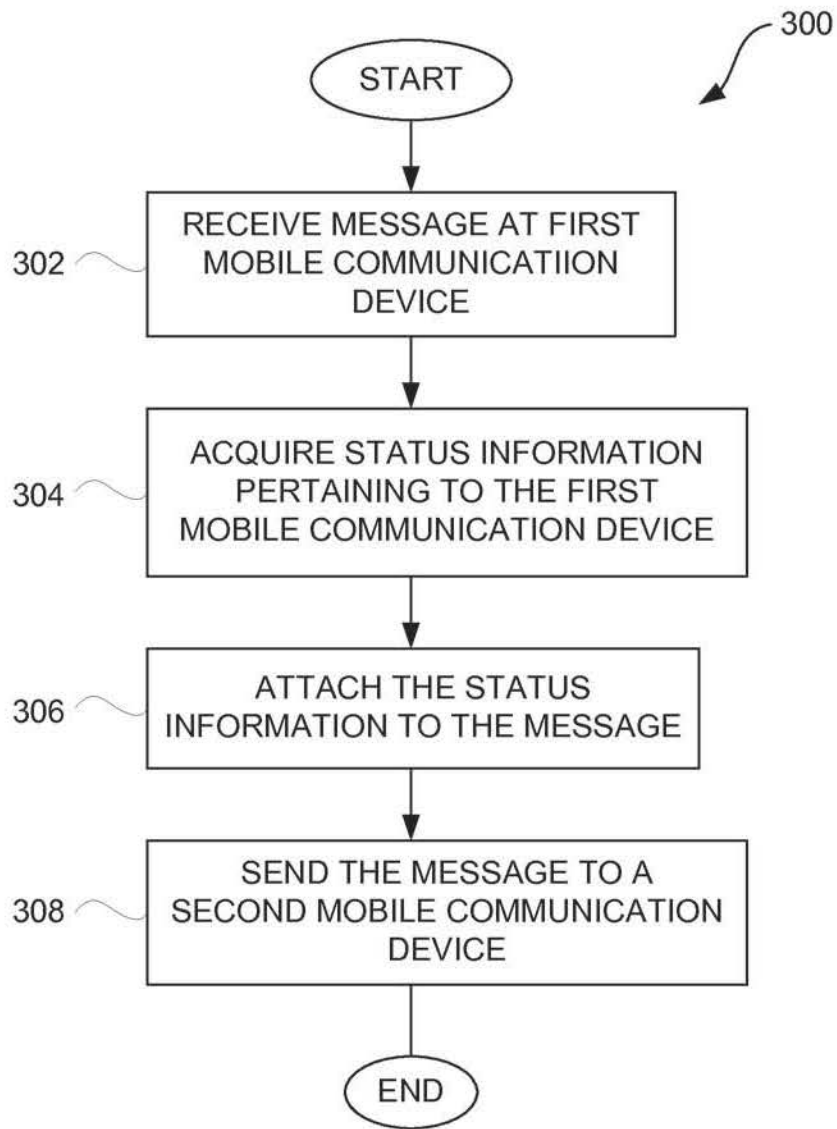 300
START
302
RECEIVE MESSAGE AT FIRST
MOBILE COMMUNICATIION
DEVICE
304
ACQUIRE STATUS INFORMATION
PERTAINING TO THE FIRST
MOBILE COMMUNICATION DEVICE
306
ATTACH THE STATUS
INFORMATION TO THE MESSAGE
308
SEND THE MESSAGE TO A
SECOND MOBILE COMMUNICATION
DEVICE
END